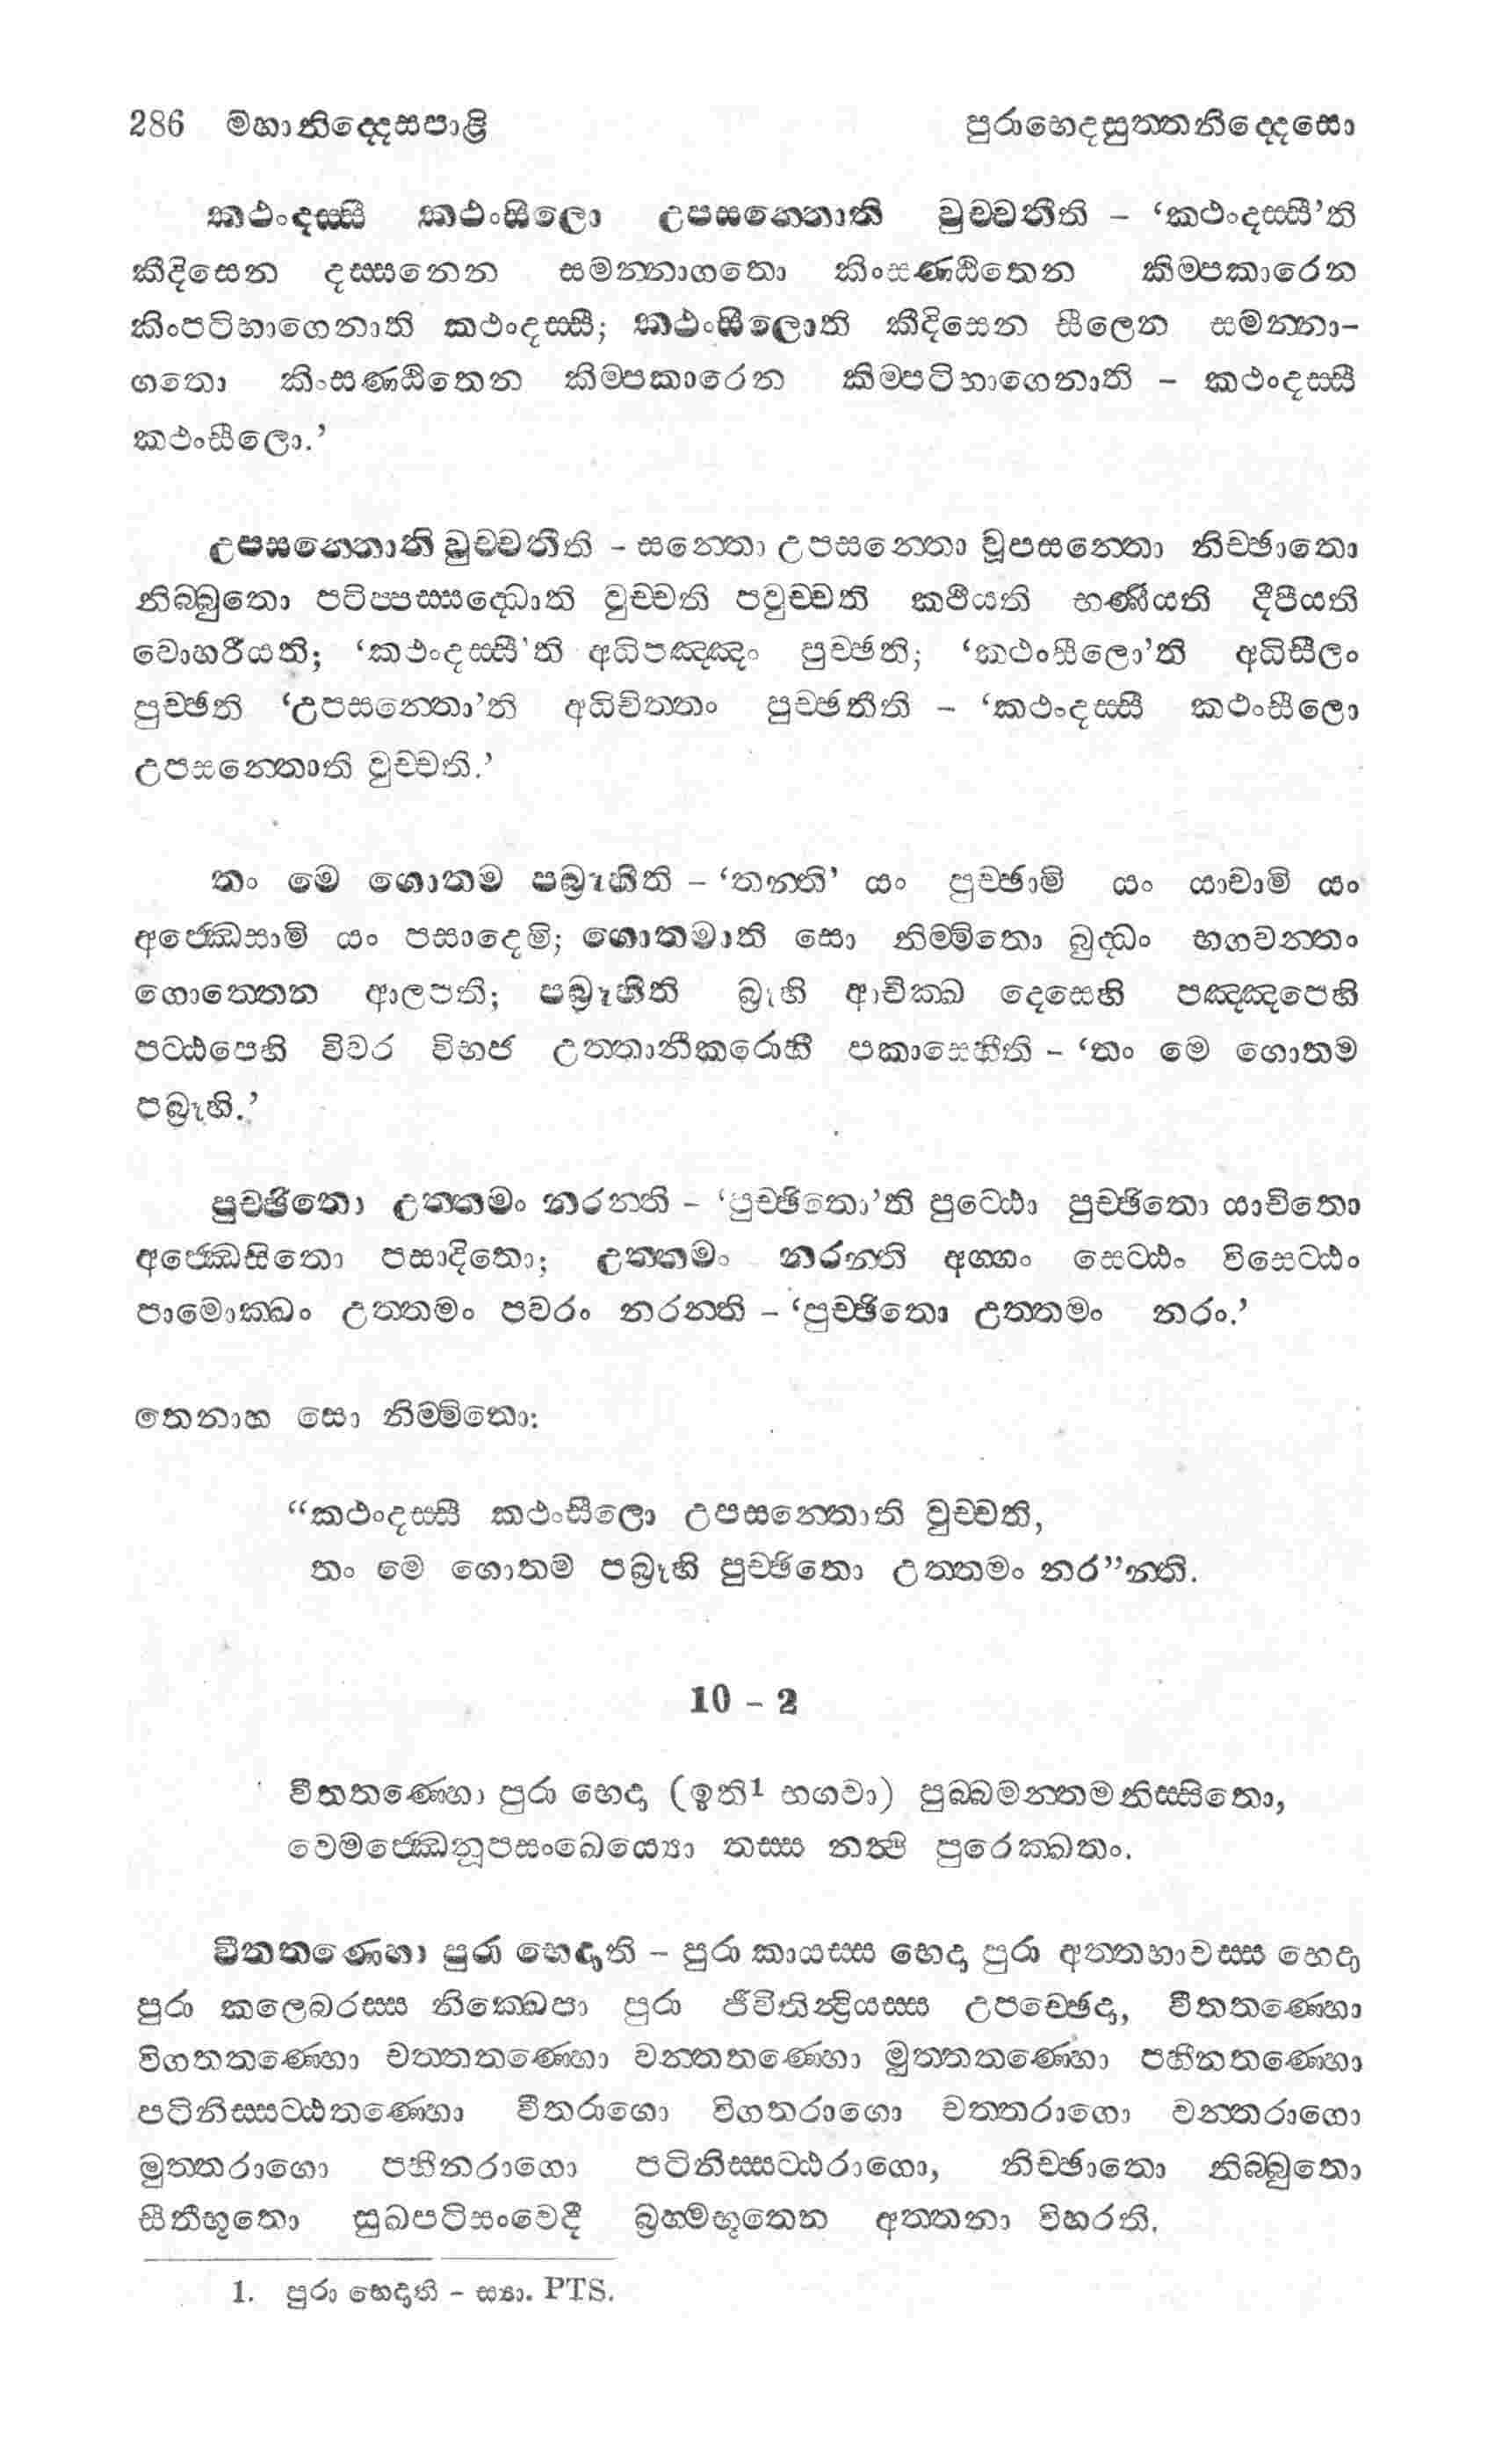 286 මහානිද්දෙසපාළි පුරාභෙදසුත්තනිද්දෙසො
කථංදස්සී කථංසීලො උපසන්තොති වුච්චතීති – ‘කථංදස්සී’ති
කීදිසෙන දස්සනෙන සමන්නාගතො කිංසණ්ඨිතෙන කිම්පකාරෙන
කිංපටිභාගෙනාති කථංදස්සී; කථංසීලොති කීදිසෙන සීලෙන සමන්නා-
ගතො කිංසණ්ඨිතෙන කිම්පකාරෙන කිම්පටිභාගෙනාති – කථංදස්සී
කථංසීලො.’
උපසන්තොති වුච්චතීති – සන්තො උපසන්තො වූපසන්තො නිච්ඡාතො
නිබ්බුතො පටිප්පස්සද්ධොති වුච්චති පවුච්චති කථීයති භණීයති දීපීයති
වොහරීයති; ‘කථංදස්සී’ති අධිපඤ්ඤං පුච්ඡති; ‘කථංසීලො’ති අධිසීලං
පුච්ඡති ‘උපසන්තො’ති අධිචිත්තං පුච්ඡතීති – ‘කථංදස්සී කථංසීලො
උපසන්තොති වුච්චති.’
තං මෙ ගොතම පබ්රූහීති – ‘තන්ති’ යං පුච්ඡාමි යං යාචාමි යං
අජ්ඣෙසාමි යං පසාදෙමි; ගොතමාති සො නිම්මිතො බුද්ධං භගවන්තං
ගොත්තෙන ආලපති; පබ්රූහීති බ්රූහි ආචික්ඛ දෙසෙහි පඤ්ඤපෙහි
පට්ඨපෙහි විවර විභජ උත්තානීකරොහි පකාසෙහීති – ‘තං මෙ ගොතම
පබ්රූහි.’
පුච්ඡිතො උත්තමං නරන්ති – ‘පුච්ඡිතො’ති පුට්ඨො පුච්ඡිතො යාචිතො
අජ්ඣෙසිතො පසාදිතො; උත්තමං නරන්ති අග්ගං සෙට්ඨං විසෙට්ඨං
පාමොක්ඛං උත්තමං පවරං නරන්ති – ‘පුච්ඡිතො උත්තමං නරං.’
තෙනාහ සො නිම්මිතො:
“කථංදස්සී කථංසීලො උපසන්තොති වුච්චති,
තං මෙ ගොතම පබ්රූහි පුච්ඡිතො උත්තමං නර”න්ති.
10 – 2
වීතතණ්හො පුරා භෙදා (ඉති¹ භගවා) පුබ්බමන්තමනිස්සිතො,
වෙමජ්ඣෙනූපසංඛෙය්යො තස්ස නත්ථි පුරෙක්ඛතං.
වීතතණ්හො පුරා භෙදාති – පුරා කායස්ස භෙදා පුරා අත්තභාවස්ස භෙදා
පුරා කලෙබරස්ස නික්ඛෙපා පුරා ජීවිතින්ද්රියස්ස උපච්ඡෙදා, වීතතණ්හො
විගතතණ්හො චත්තතණ්හො වන්තතණ්හො මුත්තතණ්හො පහීනතණ්හො
පටිනිස්සට්ඨතණ්හො වීතරාගො විගතරාගො චත්තරාගො වන්තරාගො
මුත්තරාගො පහීනරාගො පටිනිස්සට්ඨරාගො, නිච්ඡාතො නිබ්බුතො
සීතීභූතො සුඛපටිසංවෙදී බ්රහ්මභූතෙන අත්තනා විහරති.
1. පුරා භෙදාති – ස්යා. PTS.